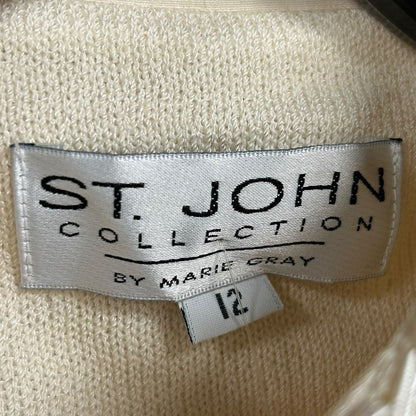 ST. JOHN
COLLECTION
BY MARIE GRAY
12